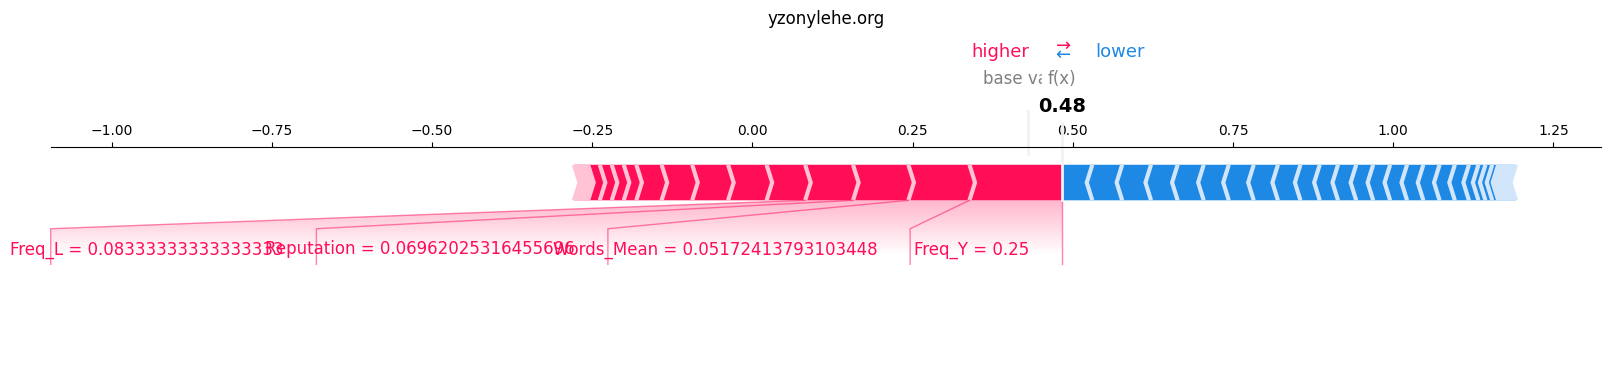 yzonylehe.org
higher ⇄ lower
base va f(x)
0.48
−1.00 −0.75 −0.50 −0.25 0.00 0.25 0.50 0.75 1.00 1.25
Freq_L = 0.08333333333333333 Reputation = 0.06962025316455696 Words_Mean = 0.05172413793103448 Freq_Y = 0.25